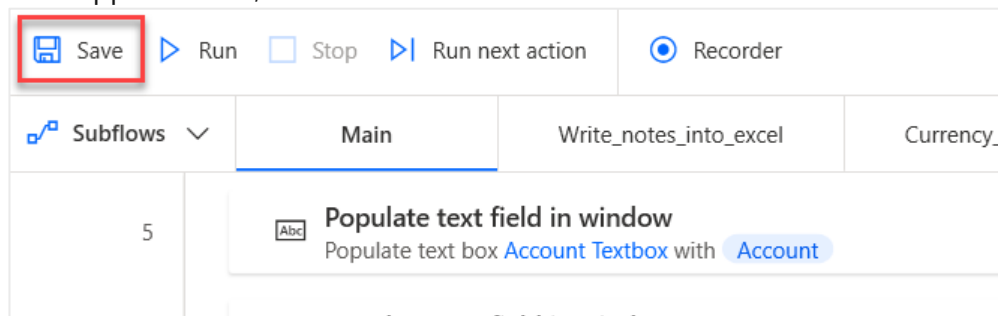 Save Run Stop Run next action Recorder
Subflows Main Write_notes_into_excel Currency_
5
Abc Populate text field in window
Populate text box Account Textbox with Account